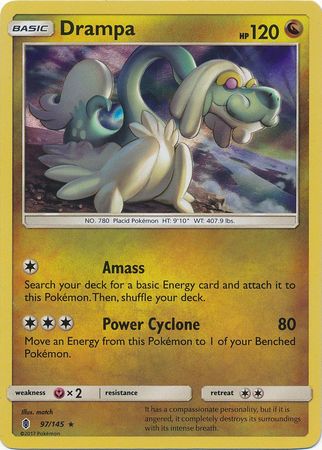 BASIC Drampa HP 120
NO. 780 Placid Pokémon HT: 9'10" WT: 407.9 lbs.
Amass
Search your deck for a basic Energy card and attach it
to this Pokémon. Then, shuffle your deck.
Power Cyclone 80
Move an Energy from this Pokémon to 1 of your Benched
Pokémon.
weakness ×2 resistance retreat
Illus. match
97/145 ★
©2017 Pokémon
It has a compassionate personality, but if it is
angered, it completely destroys its surroundings
with its intense breath.